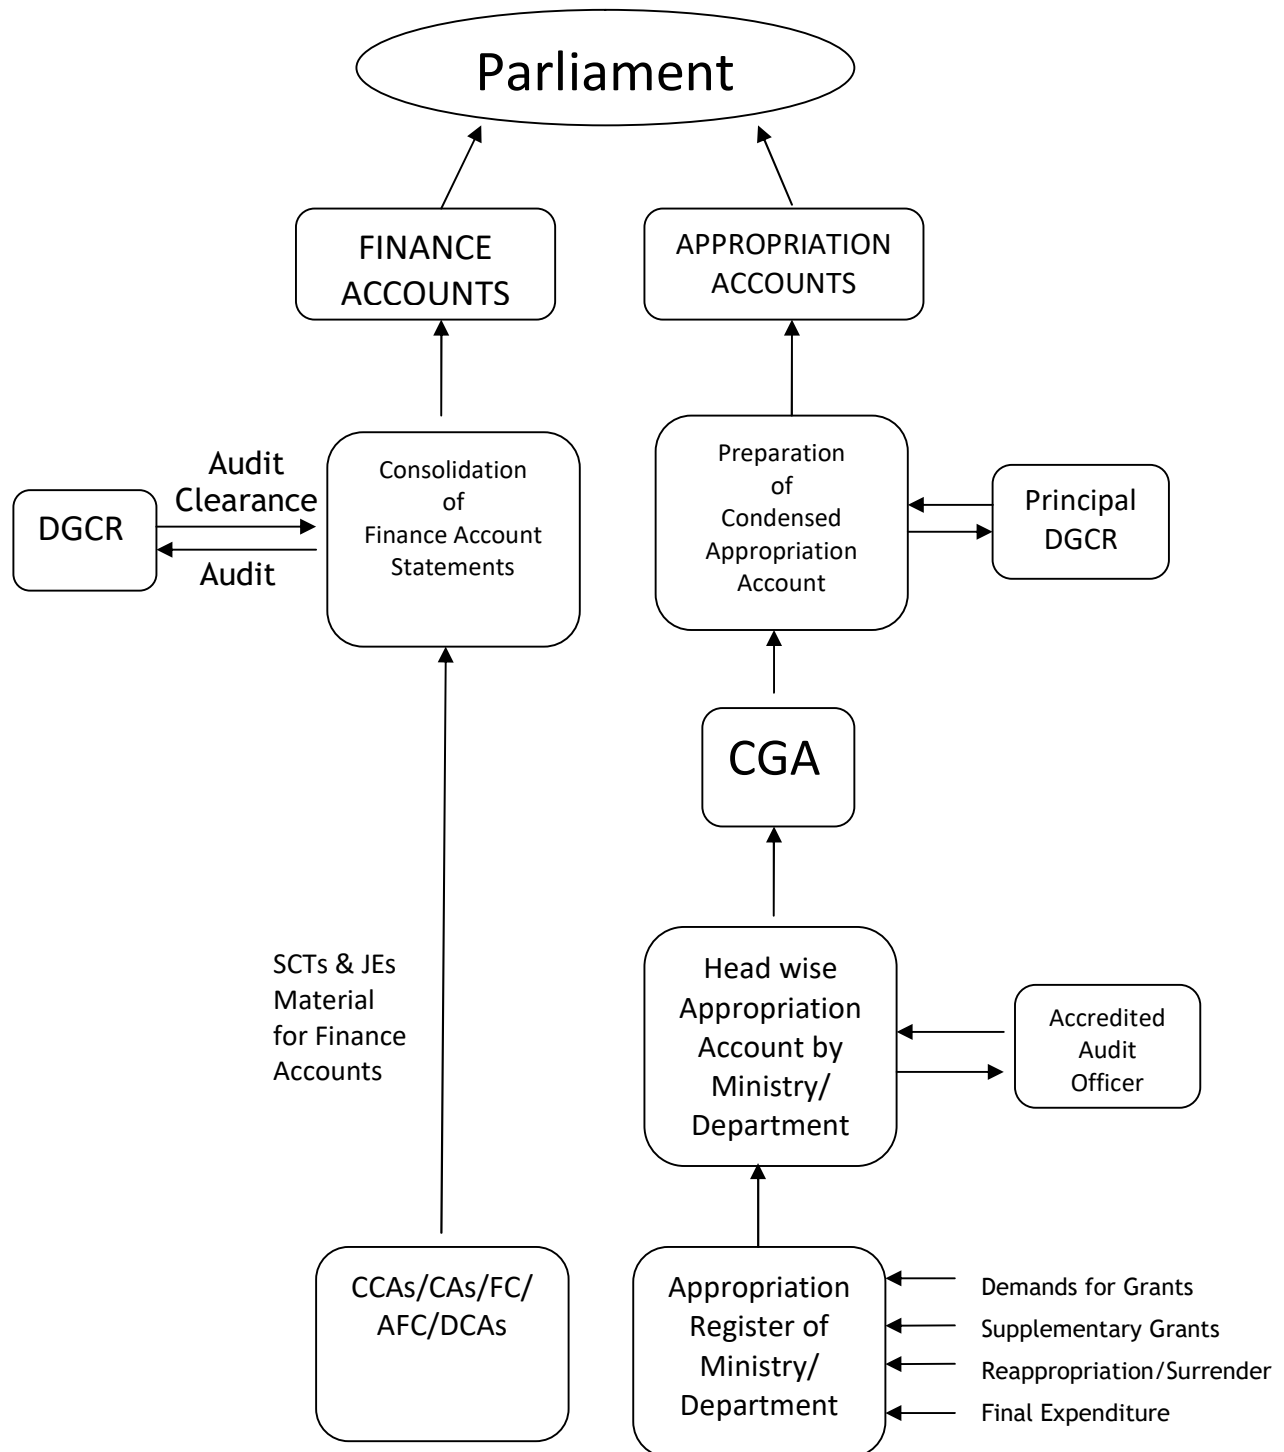 Parliament
FINANCE
ACCOUNTS
APPROPRIATION
ACCOUNTS
DGCR
Audit
Clearance
Audit
Consolidation
of
Finance Account
Statements
Preparation
of
Condensed
Appropriation
Account
Principal
DGCR
CGA
SCTs & JEs
Material
for Finance
Accounts
Head wise
Appropriation
Account by
Ministry/
Department
Accredited
Audit
Officer
CCAs/CAs/FC/
AFC/DCAs
Appropriation
Register of
Ministry/
Department
Demands for Grants
Supplementary Grants
Reappropriation/Surrender
Final Expenditure